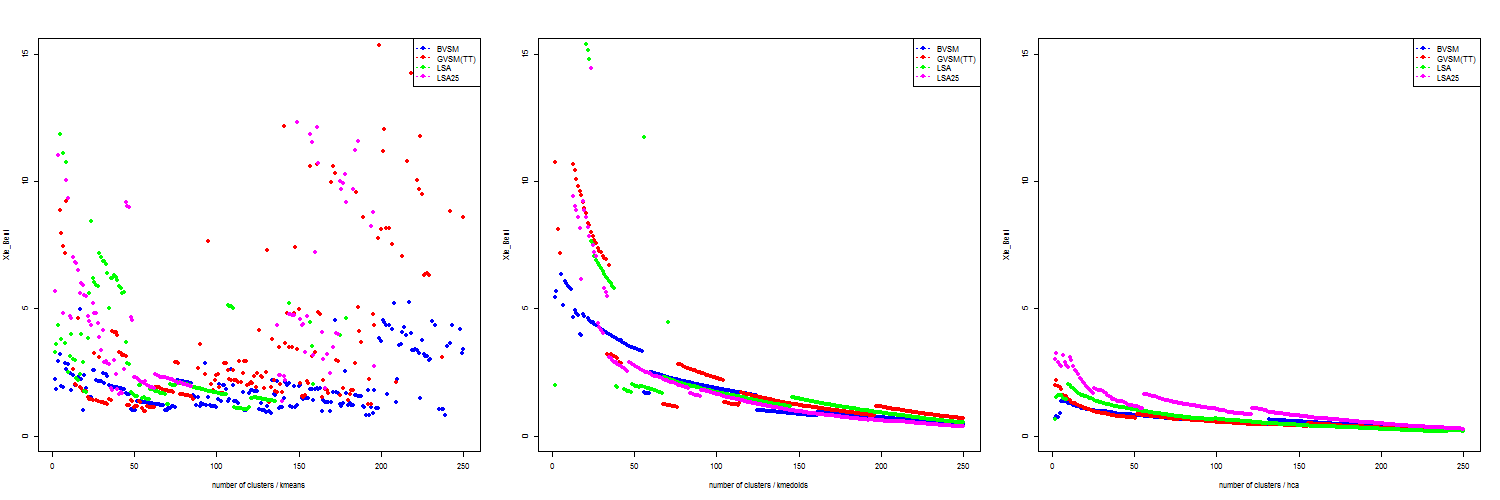 BVSM
GVSM(TT)
LSA
LSA25
15
10
5
0
Xie_Beni
0 50 100 150 200 250
number of clusters / kmeans
BVSM
GVSM(TT)
LSA
LSA25
15
10
5
0
Xie_Beni
0 50 100 150 200 250
number of clusters / kmedoids
BVSM
GVSM(TT)
LSA
LSA25
15
10
5
0
Xie_Beni
0 50 100 150 200 250
number of clusters / hca